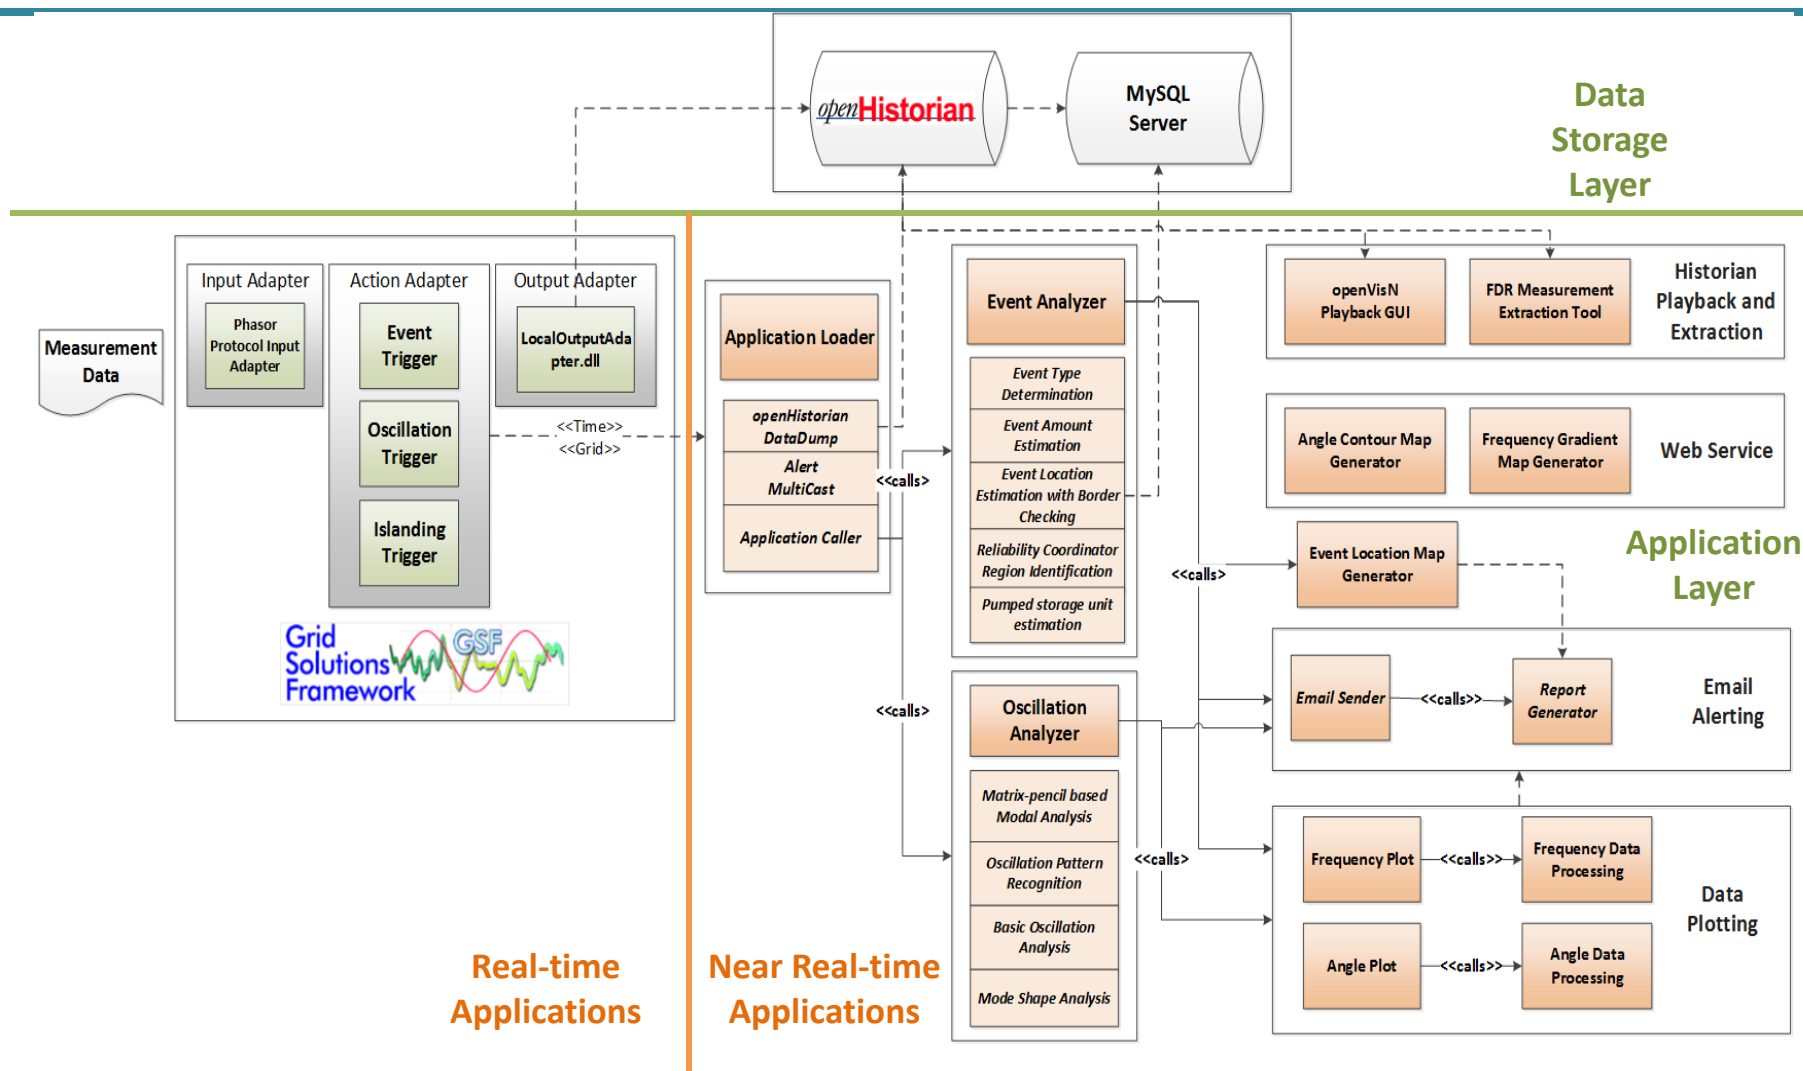 openHistorian
MySQL
Server
Data
Storage
Layer
Input Adapter
Phasor
Protocol Input
Adapter
Action Adapter
Event
Trigger
Oscillation
Trigger
Islanding
Trigger
Output Adapter
LocalOutputAda
pter.dll
Measurement
Data
<<Time>>
<<Grid>>
Grid
Solutions
Framework
GSF
Application Loader
openHistorian
DataDump
Alert
MultiCast
Application Caller
<<calls>
<<calls>
Event Analyzer
Event Type
Determination
Event Amount
Estimation
Event Location
Estimation with Border
Checking
Reliability Coordinator
Region Identification
Pumped storage unit
estimation
Oscillation
Analyzer
Matrix-pencil based
Modal Analysis
Oscillation Pattern
Recognition
Basic Oscillation
Analysis
Mode Shape Analysis
<<calls>
<<calls>
openVisN
Playback GUI
FDR Measurement
Extraction Tool
Historian
Playback and
Extraction
Angle Contour Map
Generator
Frequency Gradient
Map Generator
Web Service
Event Location Map
Generator
Application
Layer
Email Sender
<<calls>>
Report
Generator
Email
Alerting
Frequency Plot
<<calls>>
Frequency Data
Processing
Angle Plot
<<calls>>
Angle Data
Processing
Data
Plotting
Real-time
Applications
Near Real-time
Applications